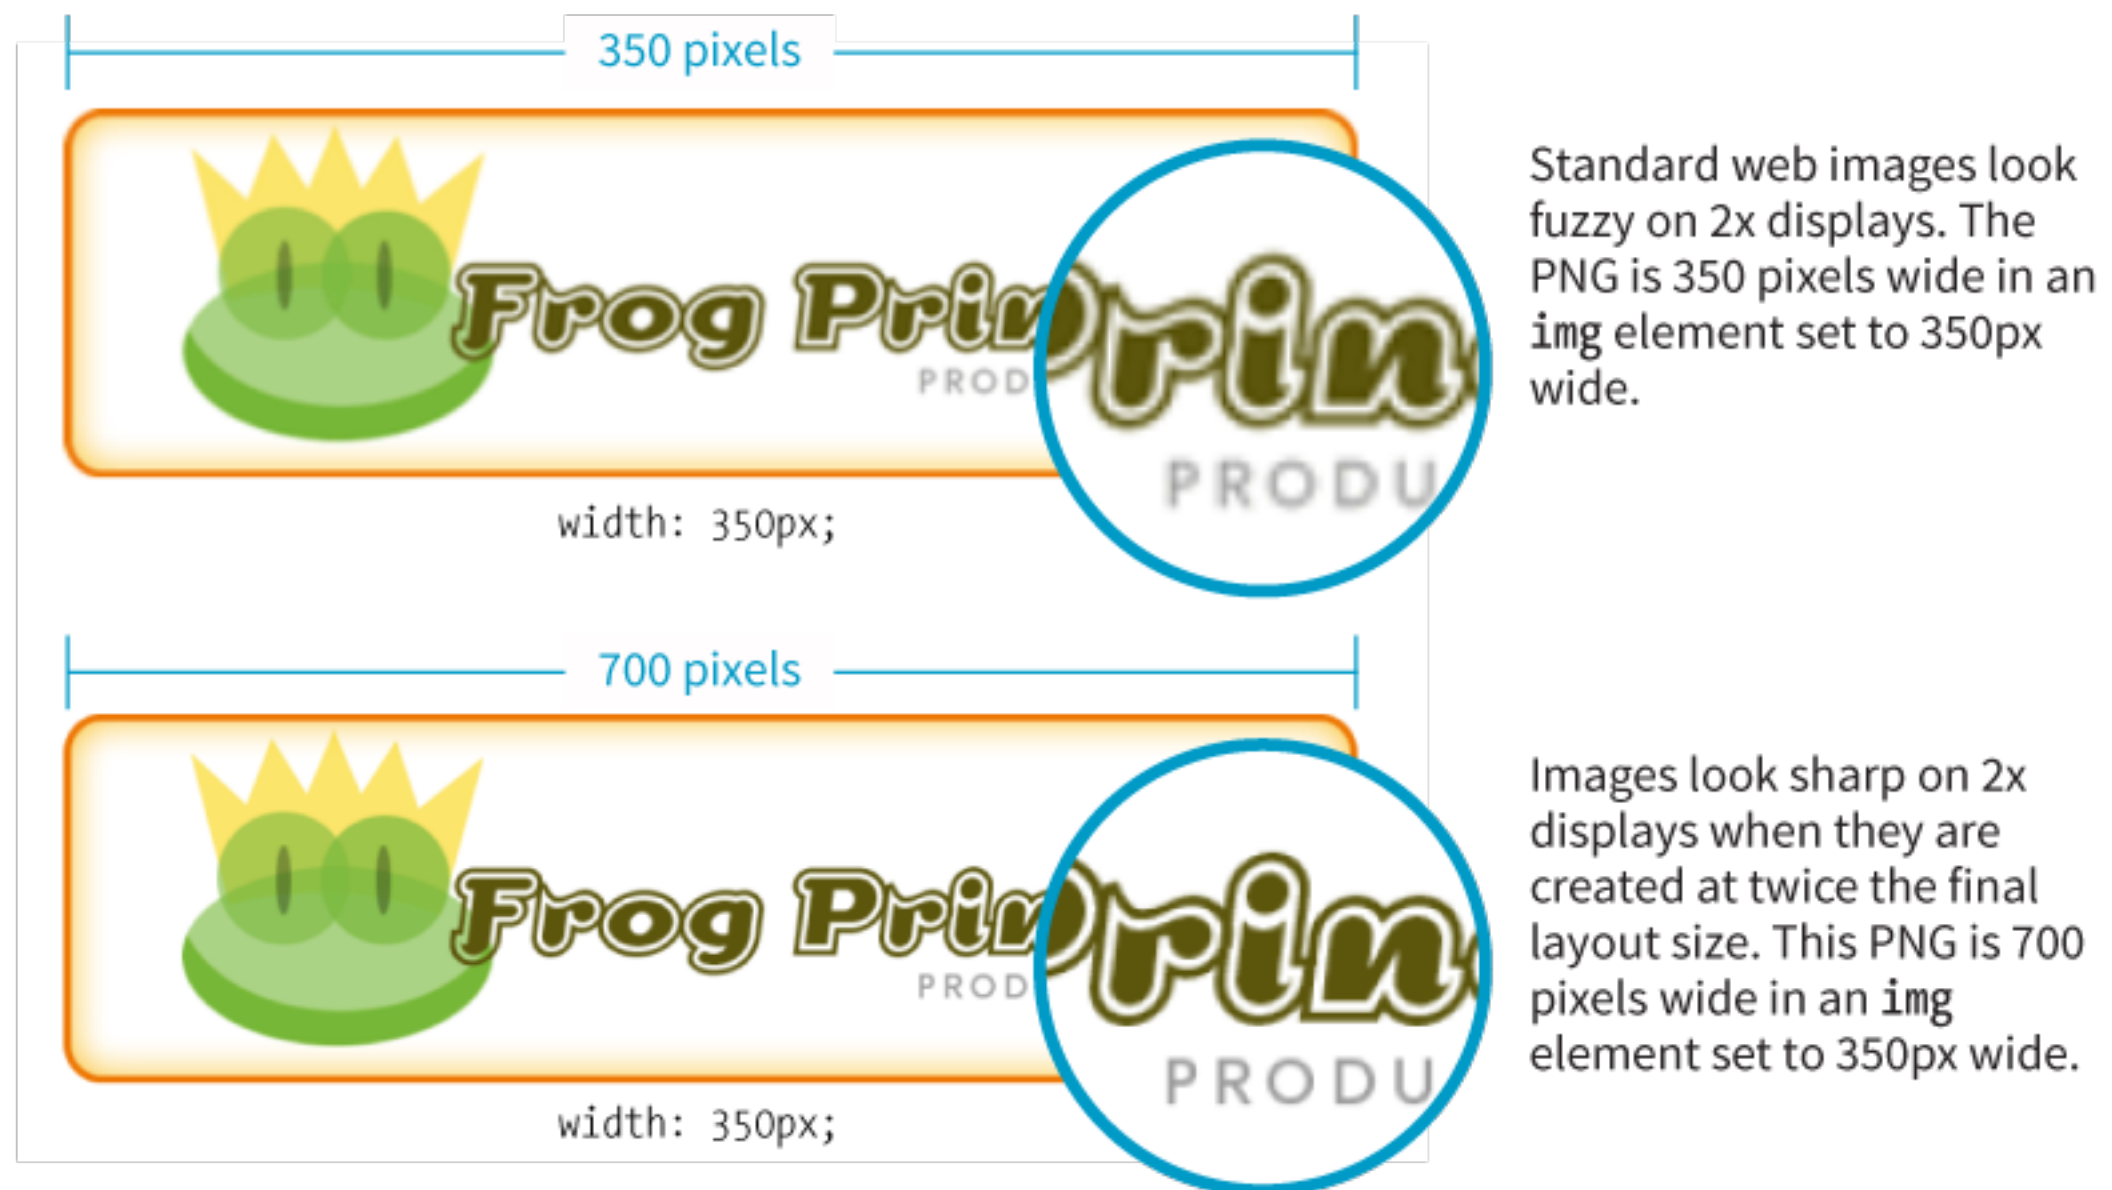 350 pixels
Frog Prin
PROD
rin
PRODU
width: 350px;
Standard web images look
fuzzy on 2x displays. The
PNG is 350 pixels wide in an
img element set to 350px
wide.
700 pixels
Frog Prin
PROD
rin
PRODU
width: 350px;
Images look sharp on 2x
displays when they are
created at twice the final
layout size. This PNG is 700
pixels wide in an img
element set to 350px wide.